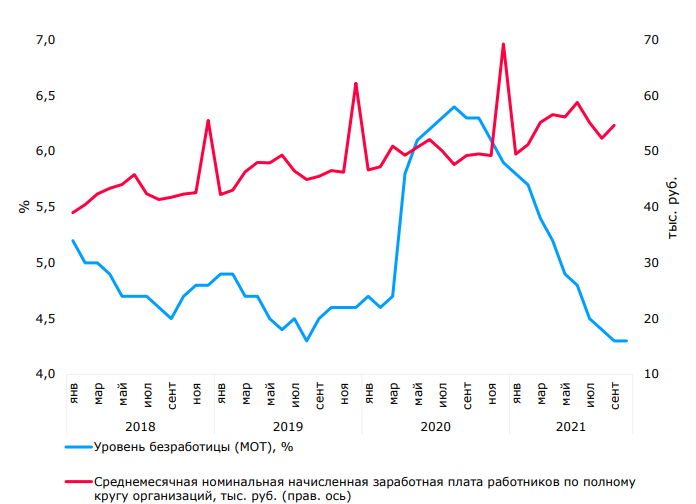 7,0
6,5
6,0
5,5
5,0
4,5
4,0
%
70
60
50
40
30
20
10
тыс. руб.
янв мар май июл сент ноя янв мар май июл сент ноя янв мар май июл сент ноя янв мар май июл сент
2018 2019 2020 2021
Уровень безработицы (МОТ), %
Среднемесячная номинальная начисленная заработная плата работников по полному
кругу организаций, тыс. руб. (прав. ось)